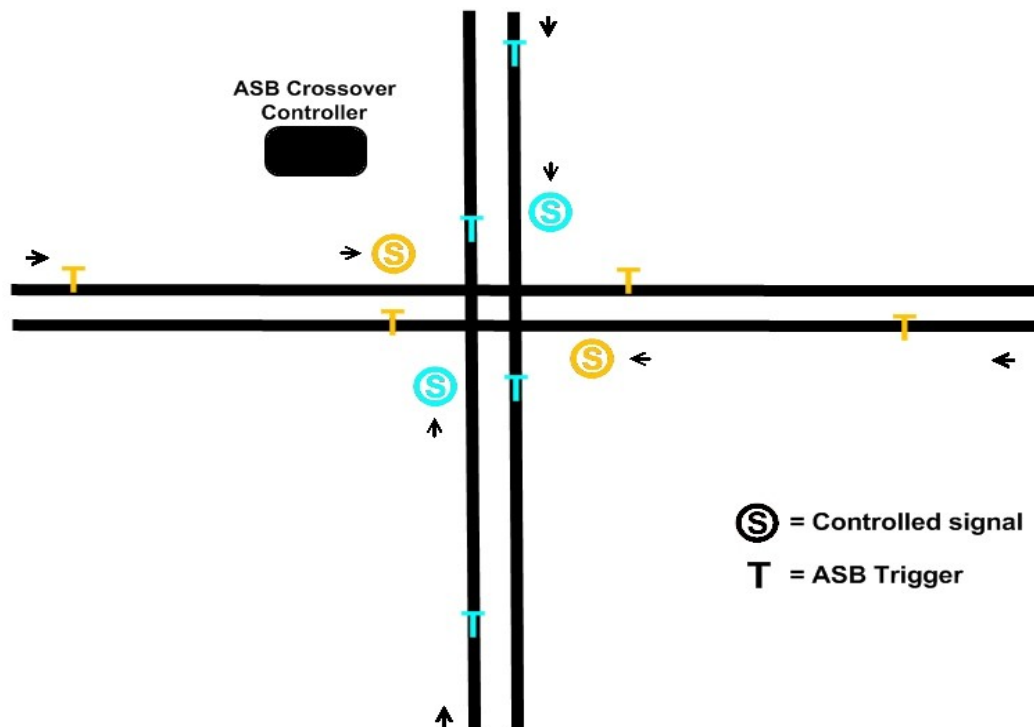 ASB Crossover
Controller
T
T
S
S
T
T
T
T
S
S
T
S = Controlled signal
T = ASB Trigger
T